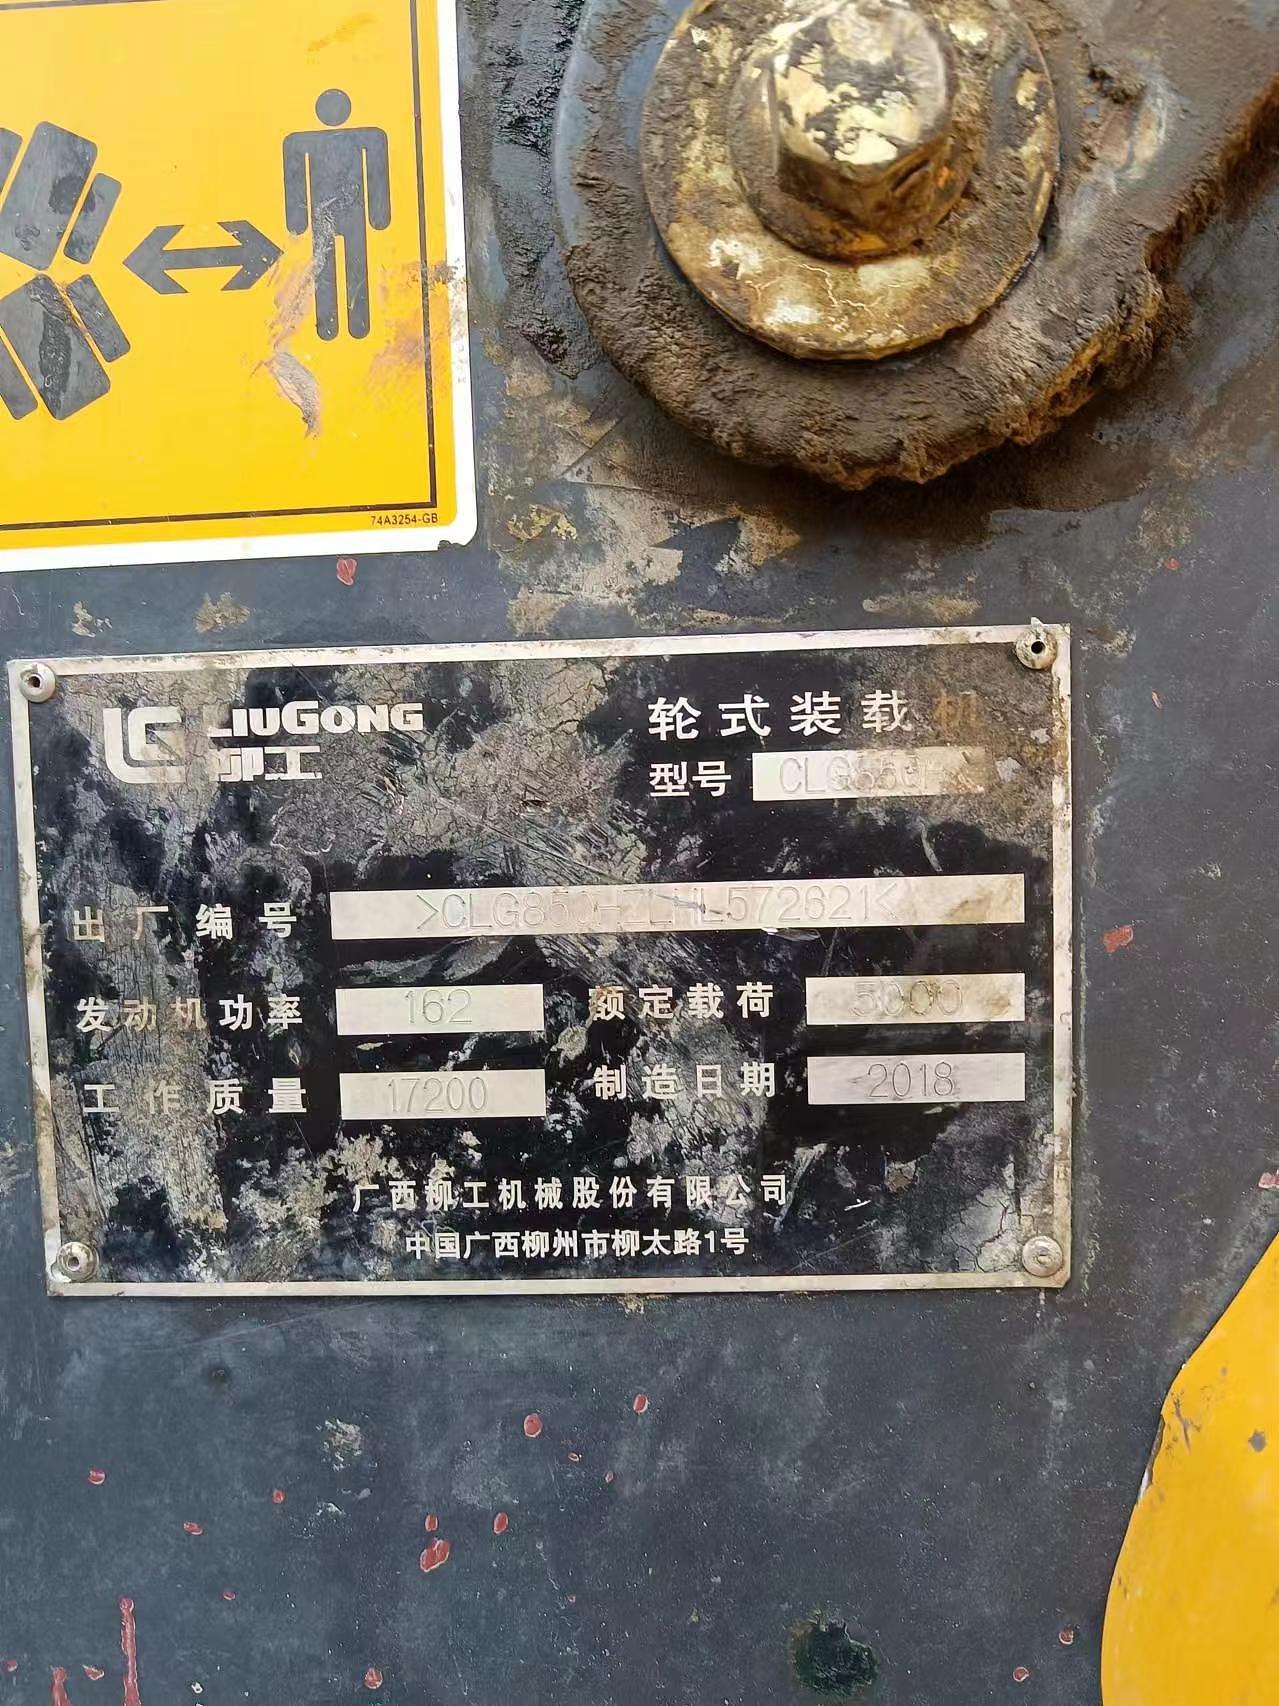 74A3254-GB
LIUGONG
柳工
轮式装载机
型号 CLG850H
出厂编号 >CLG850HZLHL572621<
发动机功率 162 额定载荷 5000
工作质量 17200 制造日期 2018
广西柳工机械股份有限公司
中国广西柳州市柳太路1号